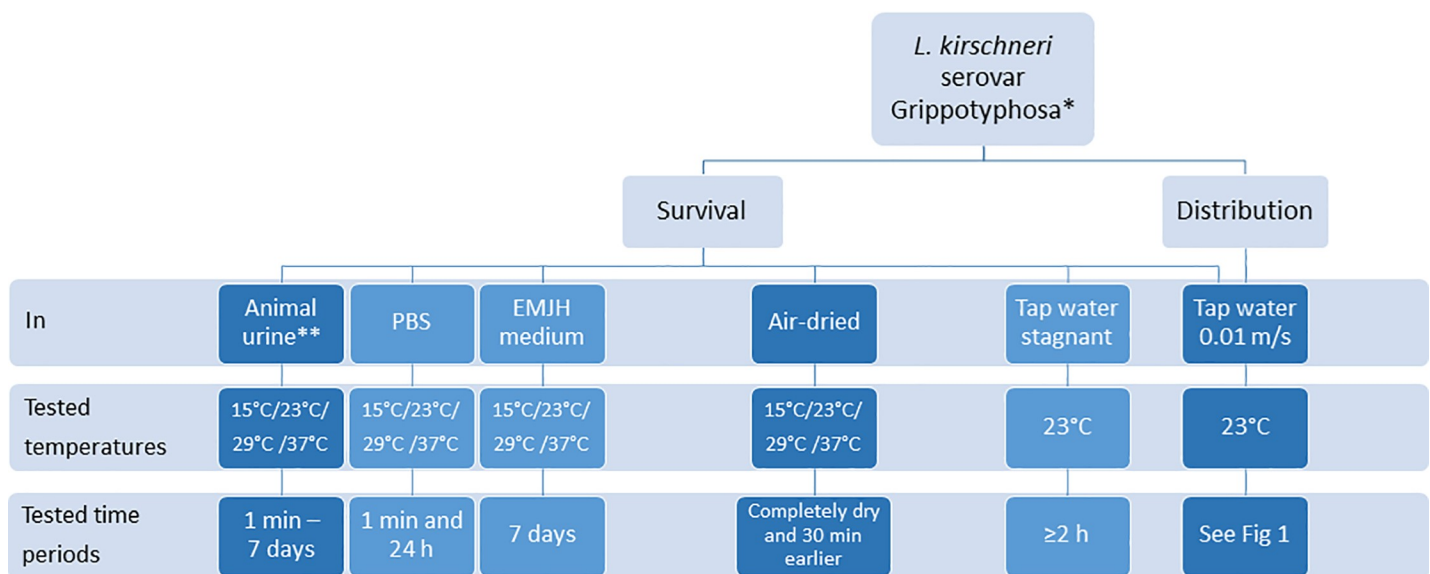 L. kirschneri
serovar
Grippotyphosa*
Survival
Distribution
In
Animal
urine**
PBS
EMJH
medium
Air-dried
Tap water
stagnant
Tap water
0.01 m/s
Tested
temperatures
15°C/23°C/
29°C /37°C
15°C/23°C/
29°C /37°C
15°C/23°C/
29°C /37°C
15°C/23°C/
29°C /37°C
23°C
23°C
Tested time
periods
1 min –
7 days
1 min and
24 h
7 days
Completely dry
and 30 min
earlier
≥2 h
See Fig 1